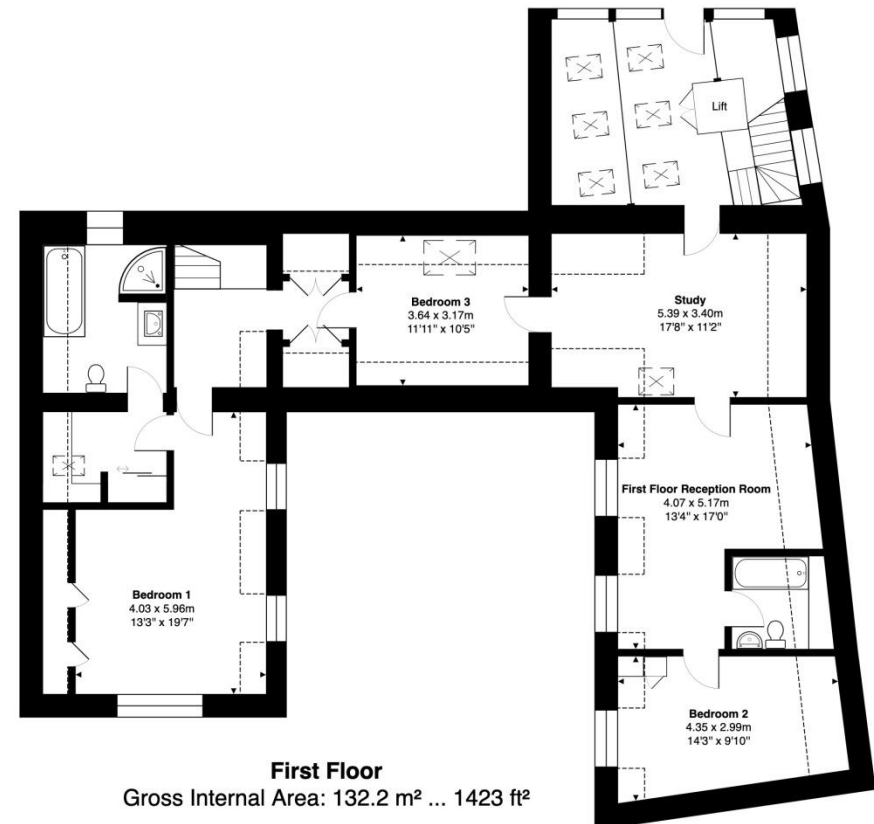 Lift
Bedroom 3
3.64 x 3.17m
11'11" x 10'5"
Study
5.39 x 3.40m
17'8" x 11'2"
First Floor Reception Room
4.07 x 5.17m
13'4" x 17'0"
Bedroom 1
4.03 x 5.96m
13'3" x 19'7"
Bedroom 2
4.35 x 2.99m
14'3" x 9'10"
First Floor
Gross Internal Area: 132.2 m² ... 1423 ft²